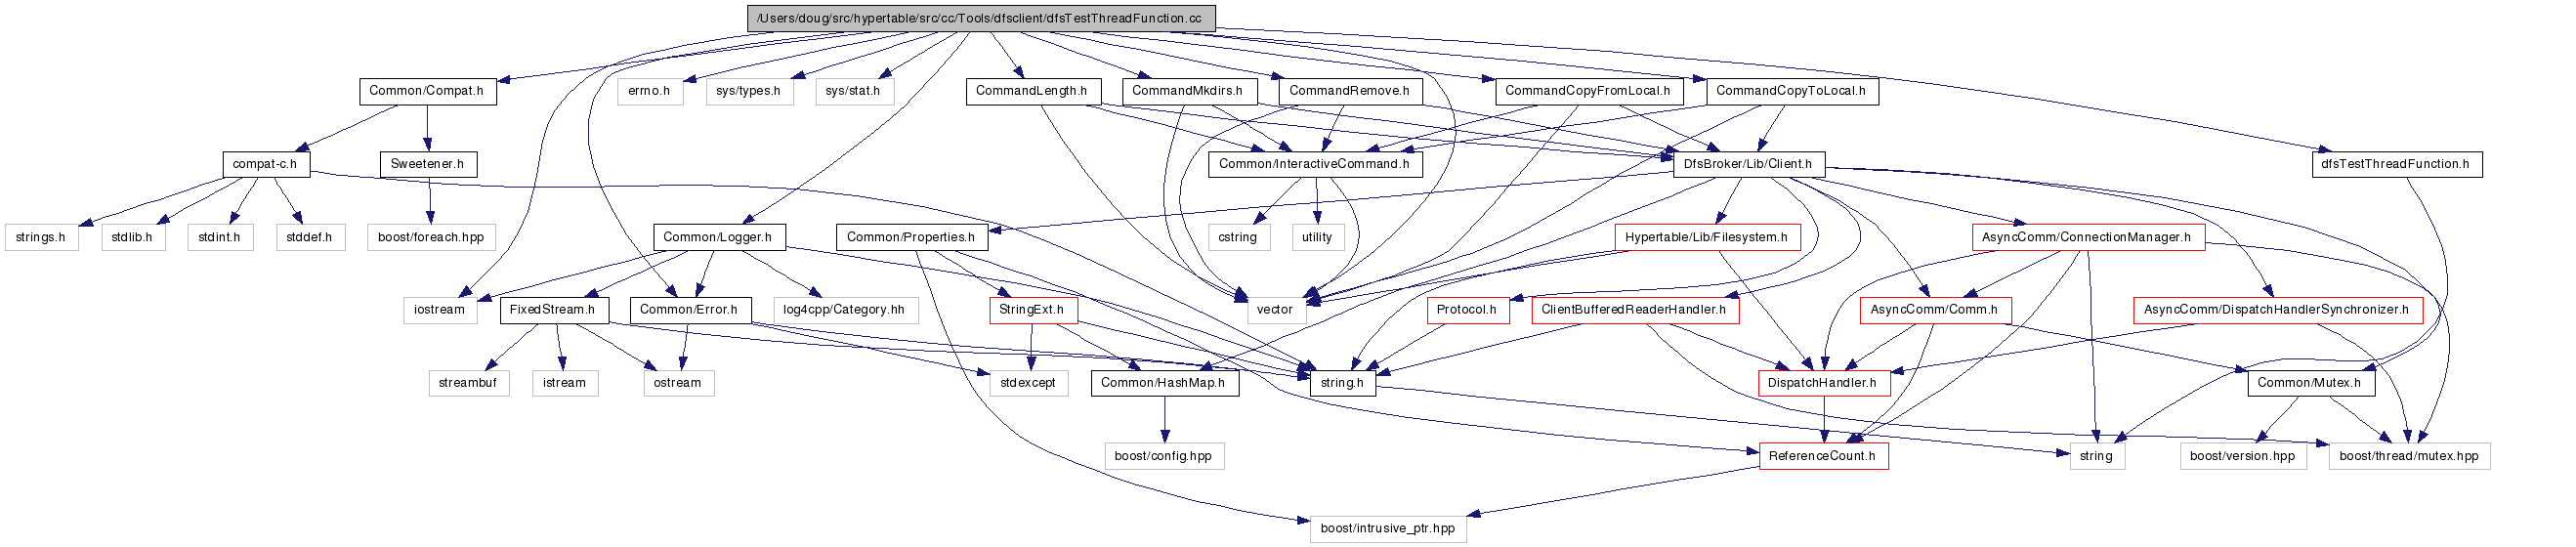 /Users/doug/src/hypertable/src/cc/Tools/dfsclient/dfsTestThreadFunction.cc
Common/Compat.h
errno.h
sys/types.h
sys/stat.h
CommandLength.h
CommandMkdirs.h
CommandRemove.h
CommandCopyFromLocal.h
CommandCopyToLocal.h
compat-c.h
Sweetener.h
Common/InteractiveCommand.h
DfsBroker/Lib/Client.h
dfsTestThreadFunction.h
strings.h
stdlib.h
stdint.h
stddef.h
boost/foreach.hpp
Common/Logger.h
Common/Properties.h
cstring
utility
Hypertable/Lib/Filesystem.h
AsyncComm/ConnectionManager.h
iostream
FixedStream.h
Common/Error.h
log4cpp/Category.hh
StringExt.h
vector
Protocol.h
ClientBufferedReaderHandler.h
AsyncComm/Comm.h
AsyncComm/DispatchHandlerSynchronizer.h
streambuf
istream
ostream
stdexcept
Common/HashMap.h
string.h
DispatchHandler.h
Common/Mutex.h
boost/config.hpp
ReferenceCount.h
string
boost/version.hpp
boost/thread/mutex.hpp
boost/intrusive_ptr.hpp